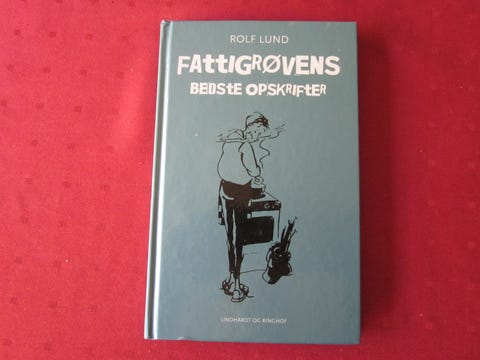 ROLF LUND
FATTIGRØVENS
BEDSTE OPSKRIFTER
LINDHARDT OG RINGHOF